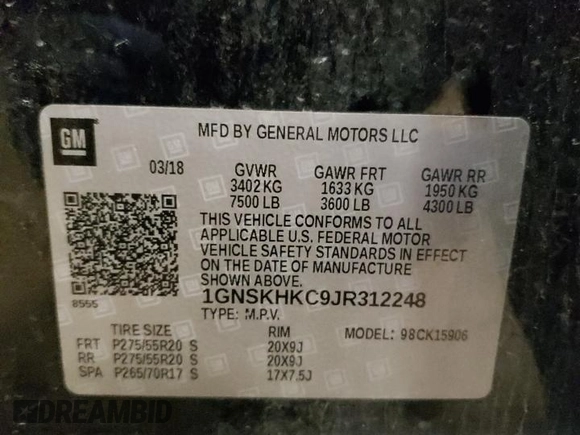 GM
MFD BY GENERAL MOTORS LLC
03/18 GVWR GAWR FRT GAWR RR
3402 KG 1633 KG 1950 KG
7500 LB 3600 LB 4300 LB
THIS VEHICLE CONFORMS TO ALL
APPLICABLE U.S. FEDERAL MOTOR
VEHICLE SAFETY STANDARDS IN EFFECT
ON THE DATE OF MANUFACTURE
SHOWN ABOVE.
8555
1GNSKHKC9JR312248
TYPE: M.P.V.
TIRE SIZE RIM MODEL: 98CK15906
FRT P275/55R20 S 20X9J
RR P275/55R20 S 20X9J
SPA P265/70R17 S 17X7.5J
DREAMBID